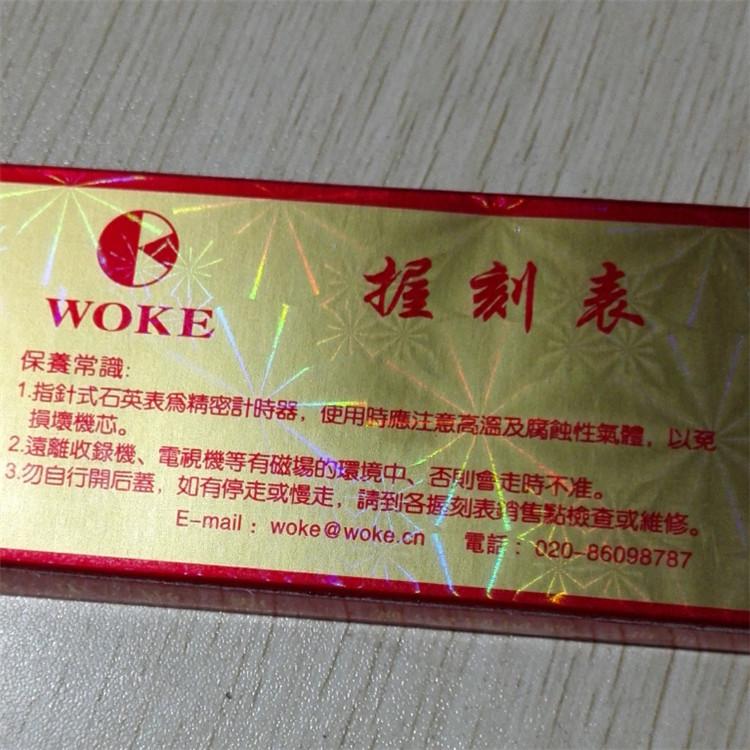 WOKE
握刻表
保養常識:
1.指針式石英表爲精密計時器，使用時應注意高溫及腐蝕性氣體，以免
損壞機芯。
2.遠離收錄機、電視機等有磁場的環境中、否則會走時不准。
3.勿自行開后蓋，如有停走或慢走，請到各握刻表銷售點檢查或維修。
E-mail：woke@woke.cn 電話：020-86098787